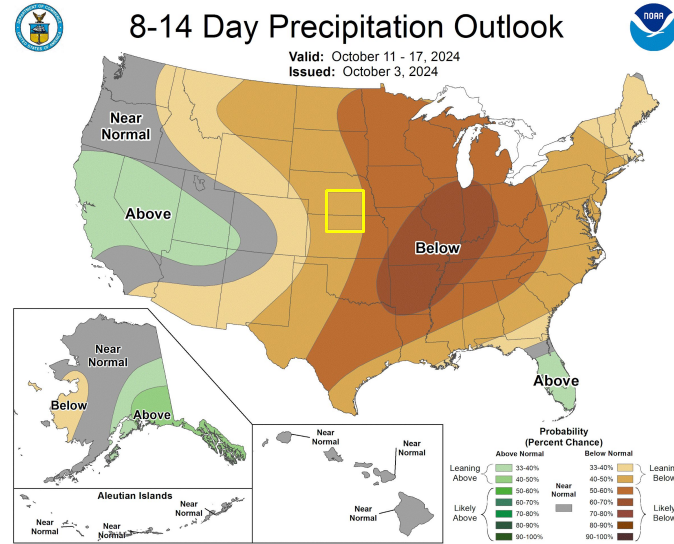 8-14 Day Precipitation Outlook
NOAA
Valid: October 11 - 17, 2024
Issued: October 3, 2024
Near
Normal
Above
Below
Above
Near
Normal
Below
Above
Aleutian Islands
Near
Normal
Near
Normal
Near
Normal
Near
Normal
Near
Normal
Near
Normal
Probability
(Percent Chance)
Above Normal
Below Normal
Leaning
Above
33-40%
40-50%
Likely
Above
50-60%
60-70%
70-80%
80-90%
90-100%
Near
Normal
33-40%
40-50%
Leaning
Below
50-60%
60-70%
70-80%
80-90%
90-100%
Likely
Below